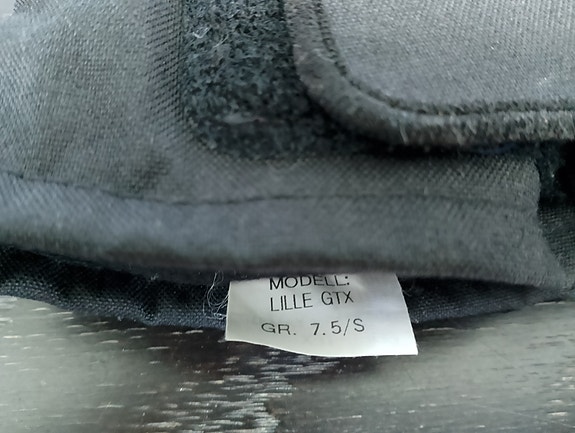 MODELL:
LILLE GTX
GR. 7.5/S